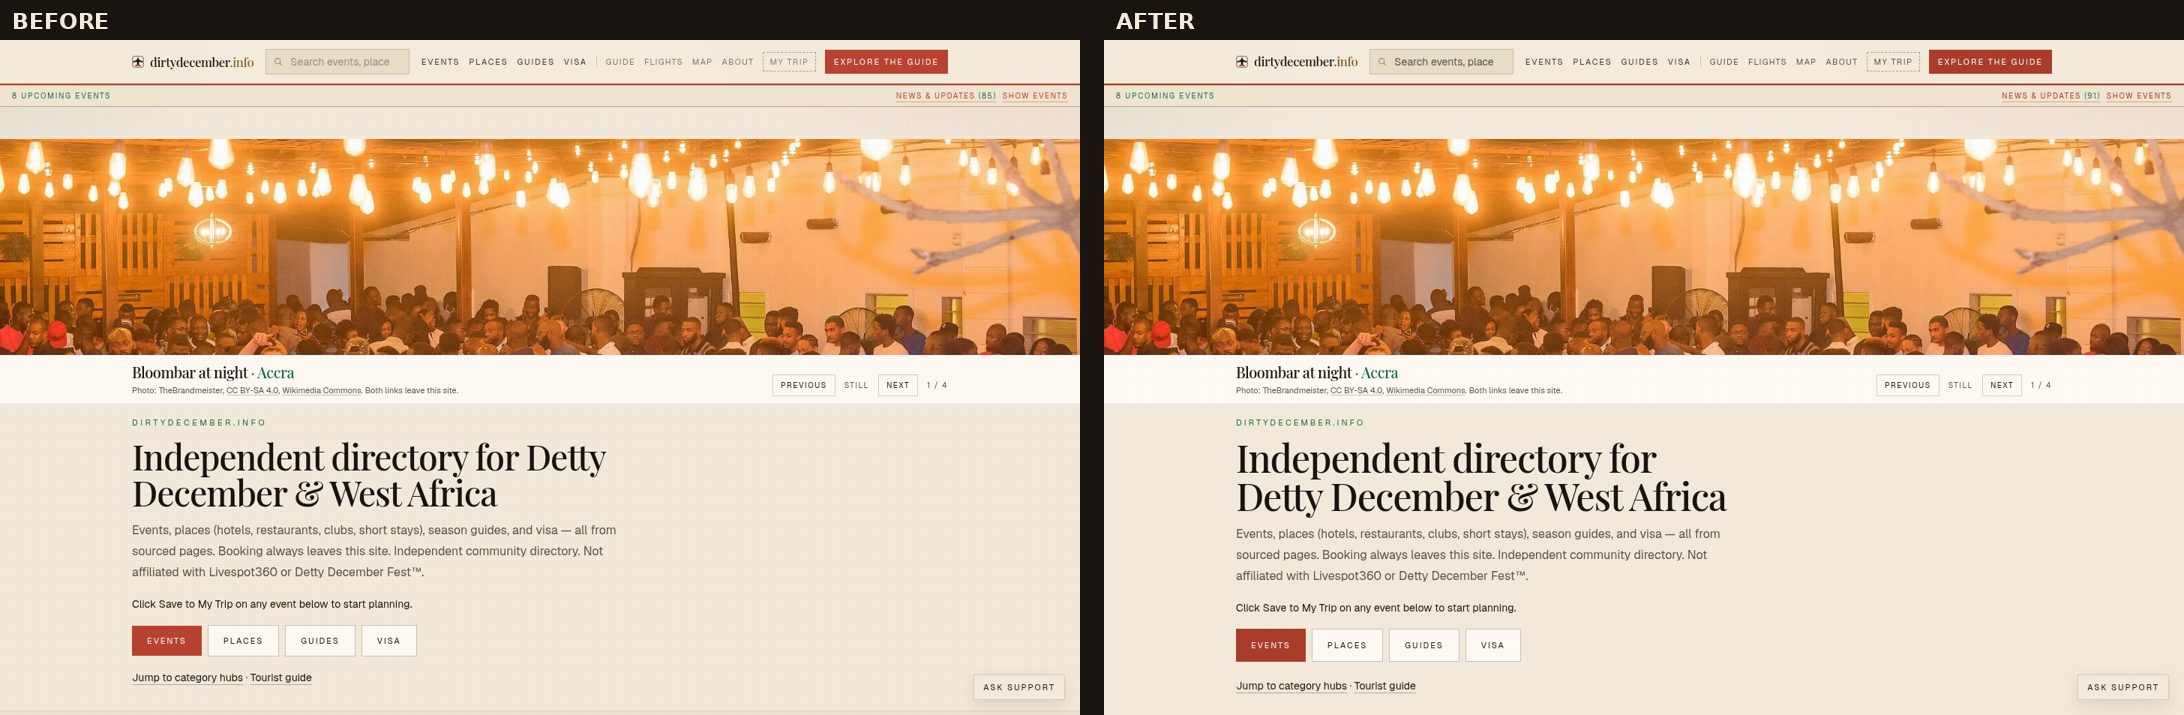 BEFORE
dirtydecember.info
Search events, place
EVENTS PLACES GUIDES VISA GUIDE FLIGHTS MAP ABOUT MY TRIP EXPLORE THE GUIDE
8 UPCOMING EVENTS
NEWS & UPDATES (85) SHOW EVENTS
Bloombar at night · Accra
Photo: TheBrandmeister, CC BY-SA 4.0, Wikimedia Commons. Both links leave this site.
PREVIOUS STILL NEXT 1 / 4
DIRTYDECEMBER.INFO
Independent directory for Detty
December & West Africa
Events, places (hotels, restaurants, clubs, short stays), season guides, and visa — all from
sourced pages. Booking always leaves this site. Independent community directory. Not
affiliated with Livespot360 or Detty December Fest™.
Click Save to My Trip on any event below to start planning.
EVENTS PLACES GUIDES VISA
Jump to category hubs · Tourist guide
ASK SUPPORT
AFTER
dirtydecember.info
Search events, place
EVENTS PLACES GUIDES VISA GUIDE FLIGHTS MAP ABOUT MY TRIP EXPLORE THE GUIDE
8 UPCOMING EVENTS
NEWS & UPDATES (91) SHOW EVENTS
Bloombar at night · Accra
Photo: TheBrandmeister, CC BY-SA 4.0, Wikimedia Commons. Both links leave this site.
PREVIOUS STILL NEXT 1 / 4
DIRTYDECEMBER.INFO
Independent directory for
Detty December & West Africa
Events, places (hotels, restaurants, clubs, short stays), season guides, and visa — all from
sourced pages. Booking always leaves this site. Independent community directory. Not
affiliated with Livespot360 or Detty December Fest™.
Click Save to My Trip on any event below to start planning.
EVENTS PLACES GUIDES VISA
Jump to category hubs · Tourist guide
ASK SUPPORT